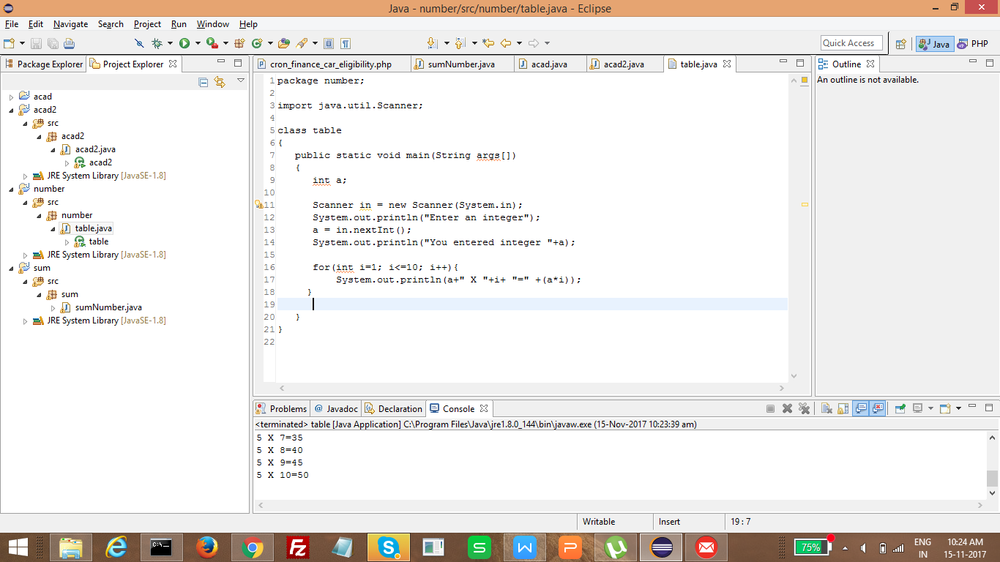 Java - number/src/number/table.java - Eclipse
File Edit Navigate Search Project Run Window Help
Quick Access
Java
PHP
Package Explorer
Project Explorer
acad
acad2
src
acad2
acad2.java
acad2
JRE System Library [JavaSE-1.8]
number
src
number
table.java
table
JRE System Library [JavaSE-1.8]
sum
src
sum
sumNumber.java
JRE System Library [JavaSE-1.8]
cron_finance_car_eligibility.php
sumNumber.java
acad.java
acad2.java
table.java
1 package number;
2
3 import java.util.Scanner;
4
5 class table
6 {
7 public static void main(String args[])
8 {
9 int a;
10
11 Scanner in = new Scanner(System.in);
12 System.out.println("Enter an integer");
13 a = in.nextInt();
14 System.out.println("You entered integer "+a);
15
16 for(int i=1; i<=10; i++){
17 System.out.println(a+" X "+i+ "=" +(a*i));
18 }
19
20 }
21 }
22
Outline
An outline is not available.
Problems
@ Javadoc
Declaration
Console
<terminated> table [Java Application] C:\Program Files\Java\jre1.8.0_144\bin\javaw.exe (15-Nov-2017 10:23:39 am)
5 X 7=35
5 X 8=40
5 X 9=45
5 X 10=50
Writable
Insert
19 : 7
C:\_
Fz
S
S
W
P
75%
ENG
IN
10:24 AM
15-11-2017